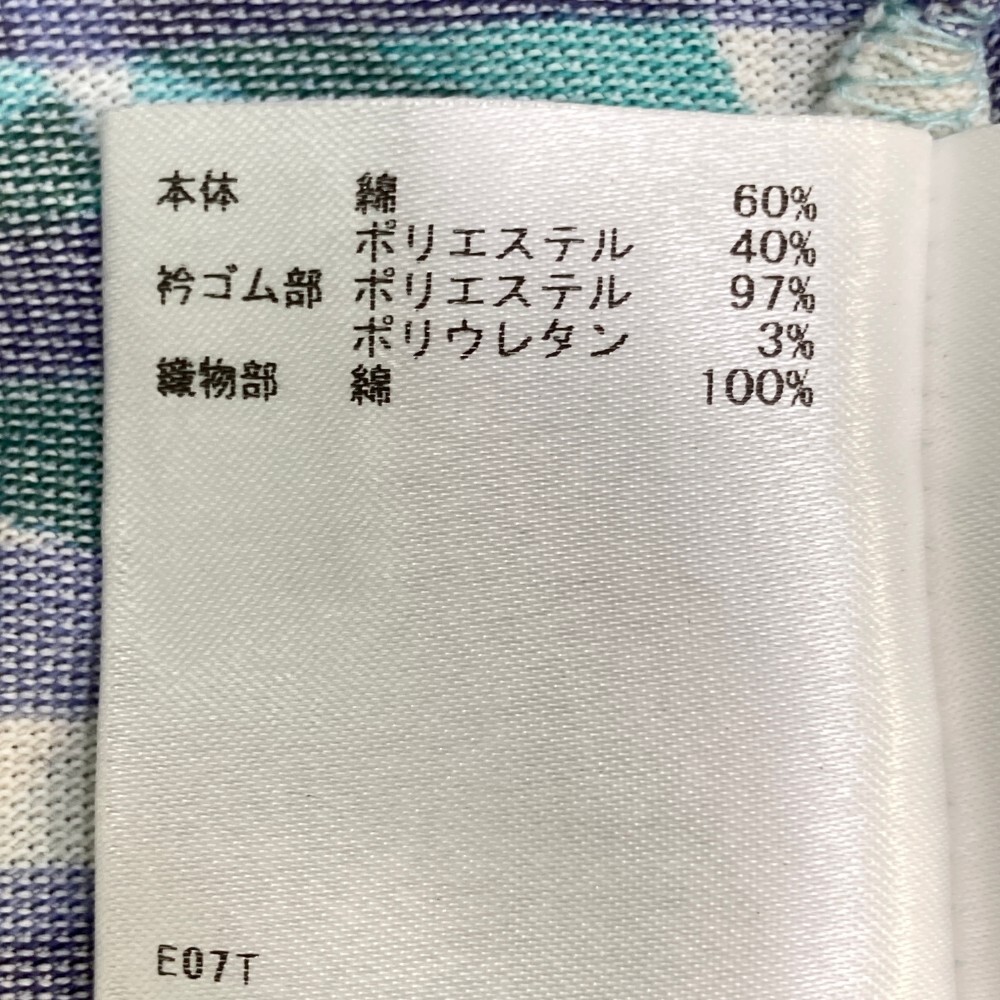 本体 綿 60%
ポリエステル 40%
衿ゴム部 ポリエステル 97%
ポリウレタン 3%
織物部 綿 100%
E07T